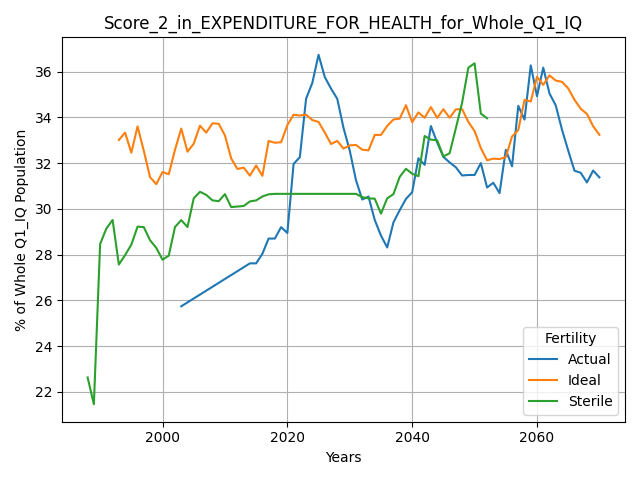 Score_2_in_EXPENDITURE_FOR_HEALTH_for_Whole_Q1_IQ
% of Whole Q1_IQ Population
36
34
32
30
28
26
24
22
2000 2020 2040 2060
Years
Fertility
Actual
Ideal
Sterile